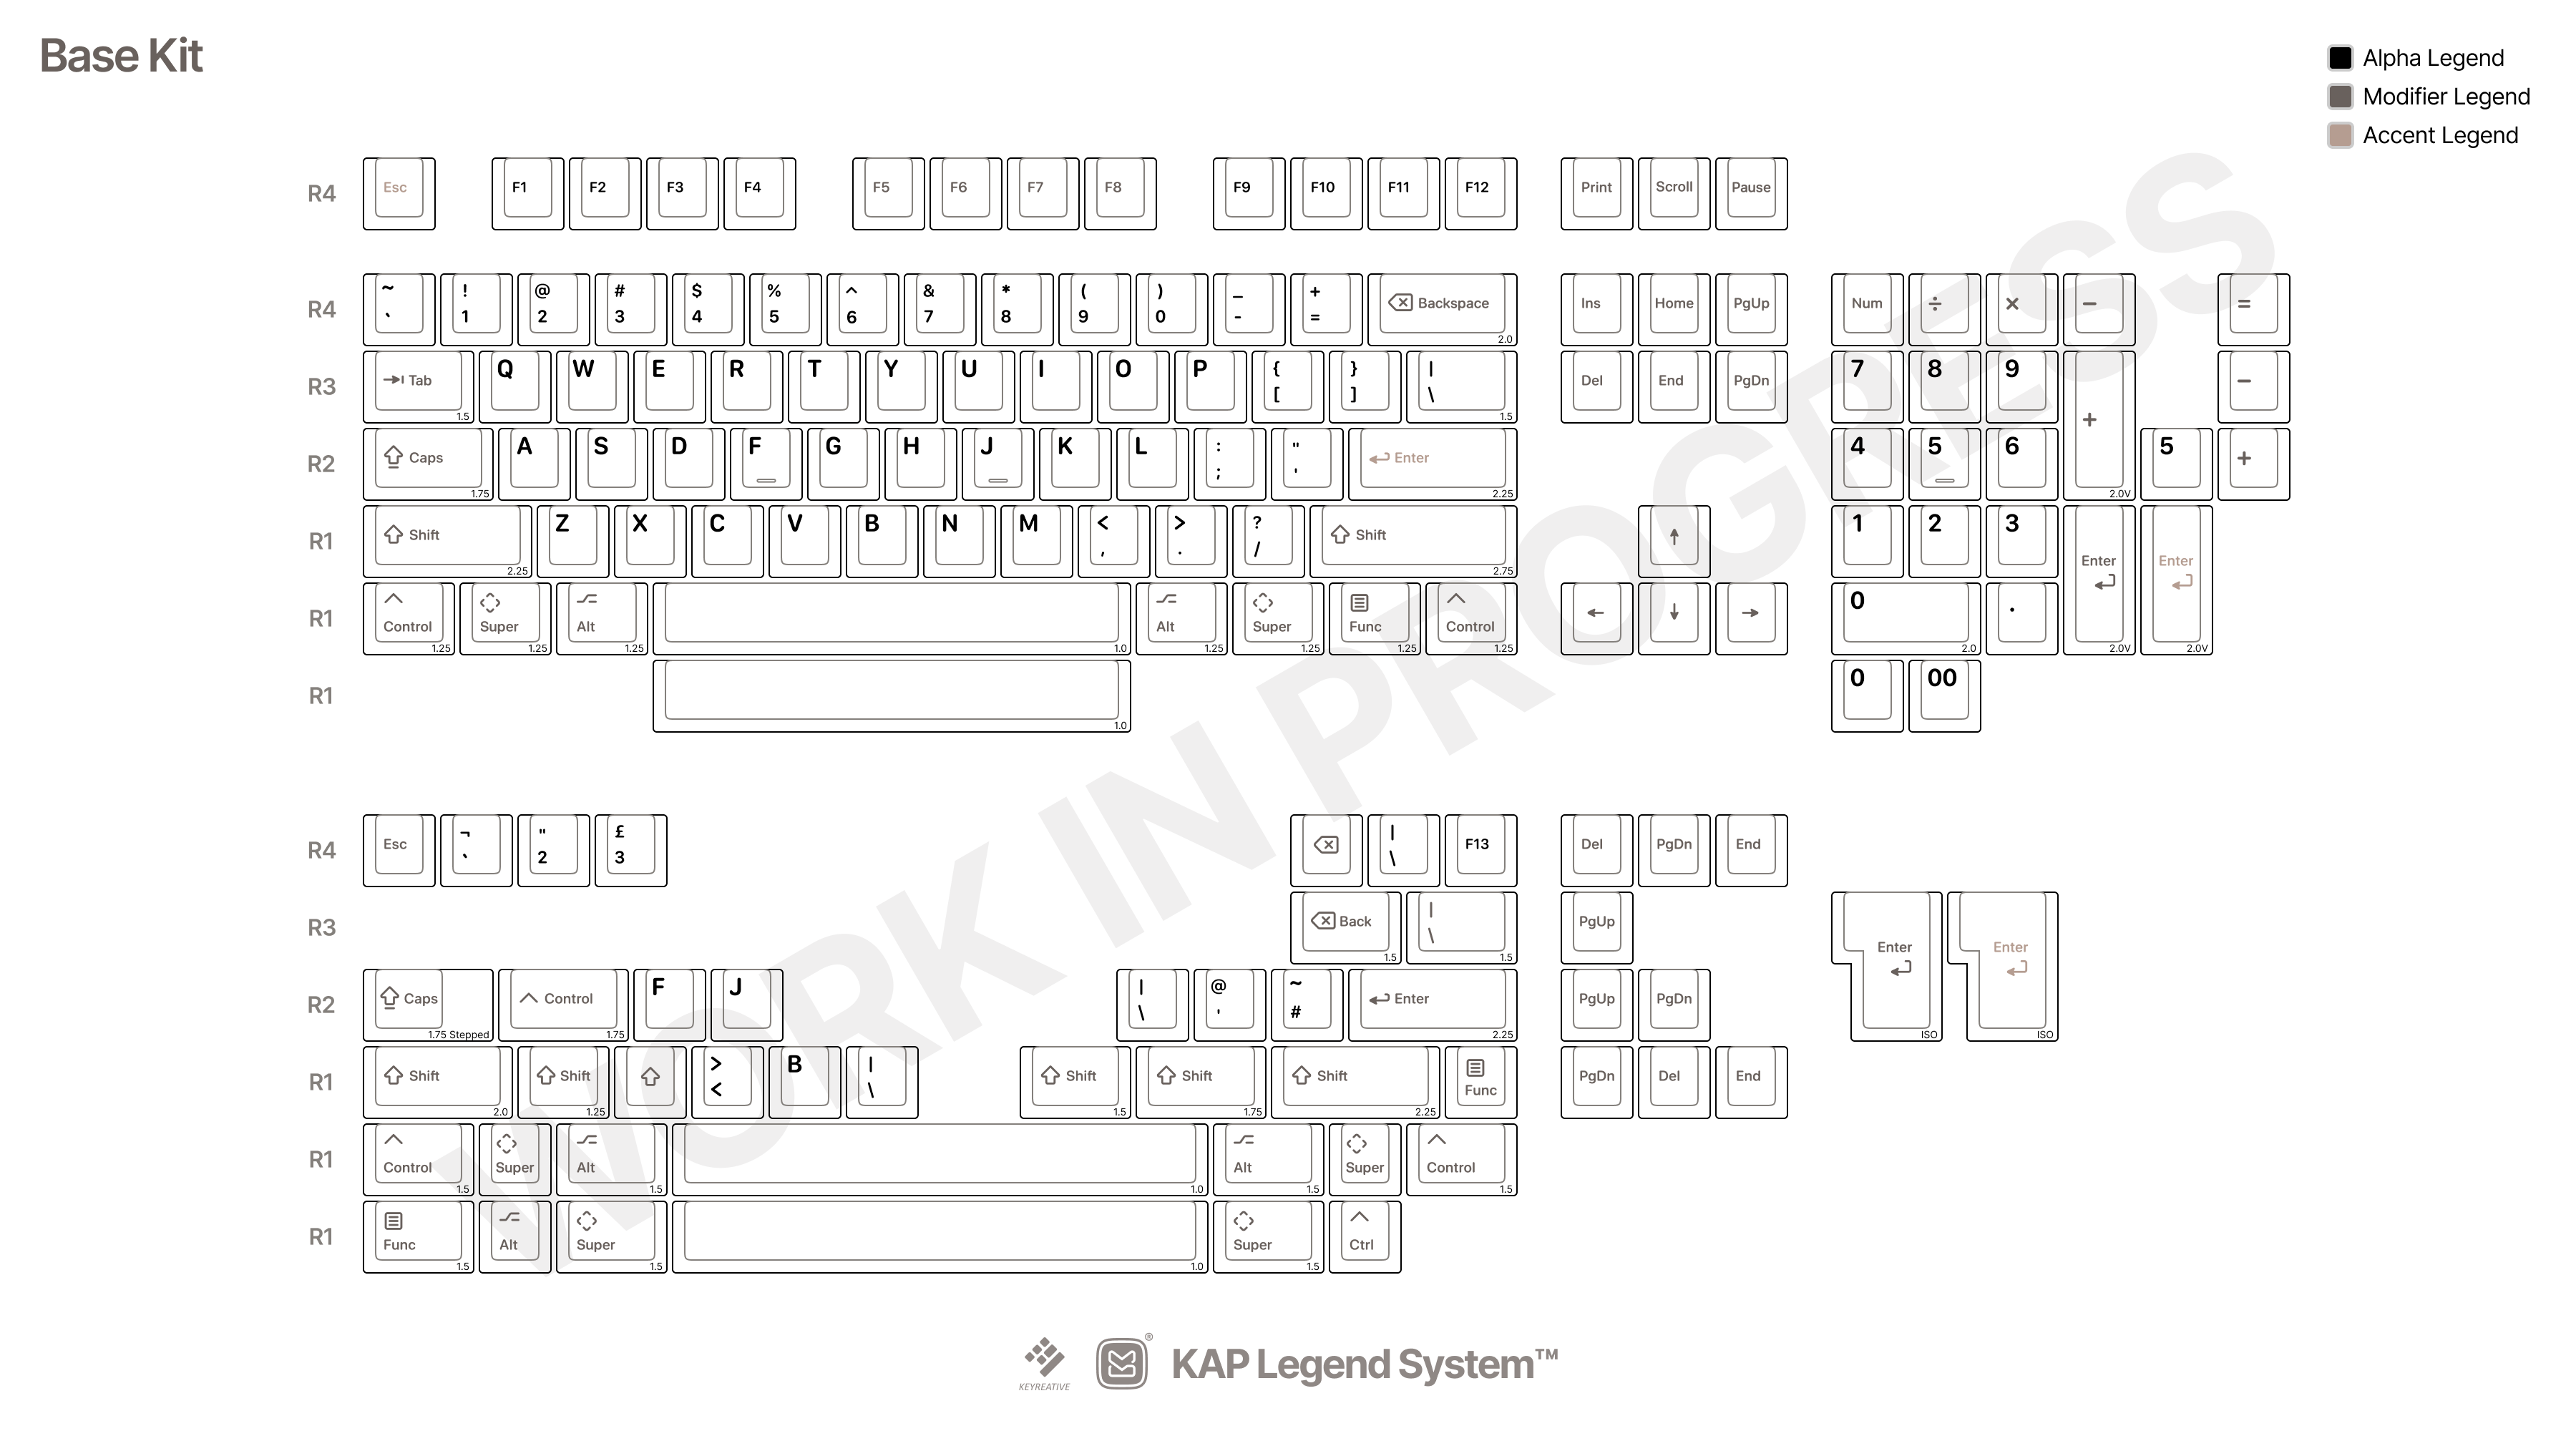 Base Kit
Alpha Legend
Modifier Legend
Accent Legend
R4 Esc F1 F2 F3 F4 F5 F6 F7 F8 F9 F10 F11 F12 Print Scroll Pause
~ ! @ # $ % ^ & * ( ) _ +
R4 ` 1 2 3 4 5 6 7 8 9 0 - = Backspace 2.0 Ins Home PgUp Num ÷ × − =
R3 Tab 1.5 Q W E R T Y U I O P { [ } ] | \ 1.5 Del End PgDn 7 8 9 + 2.0V −
R2 Caps 1.75 A S D F G H J K L : ; " ' Enter 2.25 4 5 6 5 +
R1 Shift 2.25 Z X C V B N M < , > . ? / Shift 2.75 ↑ 1 2 3 Enter 2.0V Enter 2.0V
R1 Control 1.25 Super 1.25 Alt 1.25 1.0 Alt 1.25 Super 1.25 Func 1.25 Control 1.25 ← ↓ → 0 2.0 .
R1 1.0 0 00
R4 Esc ¬ ` " 2 £ 3 | \ F13 Del PgDn End
R3 Back 1.5 | \ 1.5 PgUp Enter ISO Enter ISO
R2 Caps 1.75 Stepped Control 1.75 F J | \ @ ' ~ # Enter 2.25 PgUp PgDn
R1 Shift 2.0 Shift 1.25 > < B | \ Shift 1.5 Shift 1.75 Shift 2.25 Func PgDn Del End
R1 Control 1.5 Super Alt 1.5 1.0 Alt 1.5 Super Control 1.5
R1 Func 1.5 Alt Super 1.5 1.0 Super 1.5 Ctrl
WORK IN PROGRESS
KEYREATIVE ® KAP Legend System™